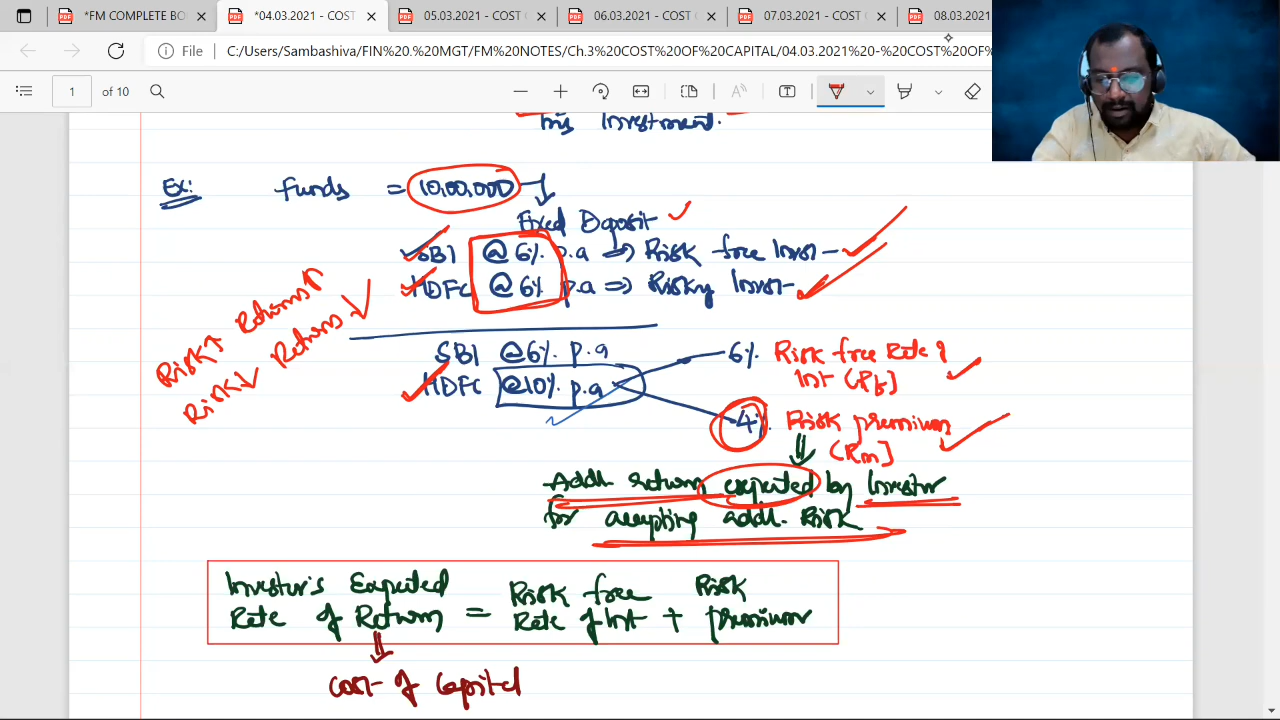 *FM COMPLETE BO
*04.03.2021 - COST
05.03.2021 - COST
06.03.2021 - COST
07.03.2021 - COST
08.03.2021
File C:/Users/Sambashiva/FIN%20.%20MGT/FM%20NOTES/Ch.3%20COST%20OF%20CAPITAL/04.03.2021%20-%20COST%20OF%
1 of 10
his Investment.
Ex: Funds = 10,00,000
Fixed Deposit
SBI @ 6% p.a => Risk free Invst-
HDFC @ 6% p.a => Risky Invst-
Risk↑ Returns↑
Risk↓ Returns↓
SBI @6% p.a
HDFC @10% p.a
6% Risk free Rate of
Int (Rf]
4% Risk premium
(Rm]
Addl return expected by Investor
for accepting addl. Risk
Investor's Expected Risk free Risk
Rate of Return = Rate of Int + premium
Cost of Capital